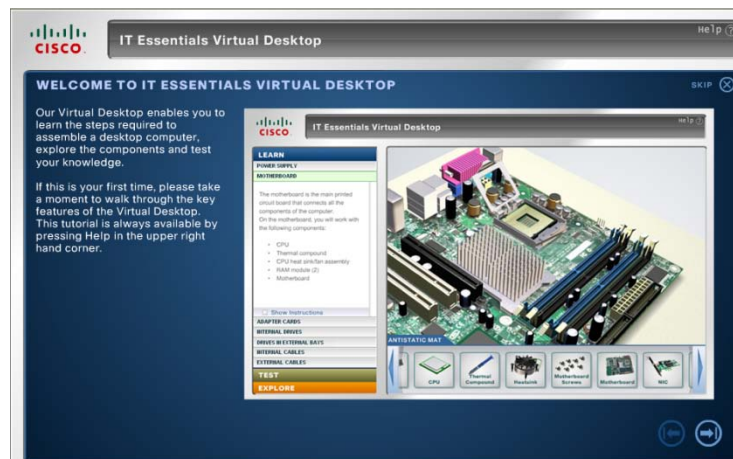 CISCO
IT Essentials Virtual Desktop
Help ?
WELCOME TO IT ESSENTIALS VIRTUAL DESKTOP
SKIP
Our Virtual Desktop enables you to
learn the steps required to
assemble a desktop computer,
explore the components and test
your knowledge.
If this is your first time, please take
a moment to walk through the key
features of the Virtual Desktop.
This tutorial is always available by
pressing Help in the upper right
hand corner.
CISCO
IT Essentials Virtual Desktop
Help ?
LEARN
POWER SUPPLY
MOTHERBOARD
The motherboard is the main printed
circuit board that connects all the
components of the computer.
On the motherboard, you will work with
the following components:
• CPU
• Thermal compound
• CPU heat sink/fan assembly
• RAM module (2)
• Motherboard
Show Instructions
ADAPTER CARDS
INTERNAL DRIVES
DRIVES IN EXTERNAL BAYS
INTERNAL CABLES
EXTERNAL CABLES
TEST
EXPLORE
ANTISTATIC MAT
CPU
Thermal
Compound
Heatsink
Motherboard
Screws
Motherboard
NIC